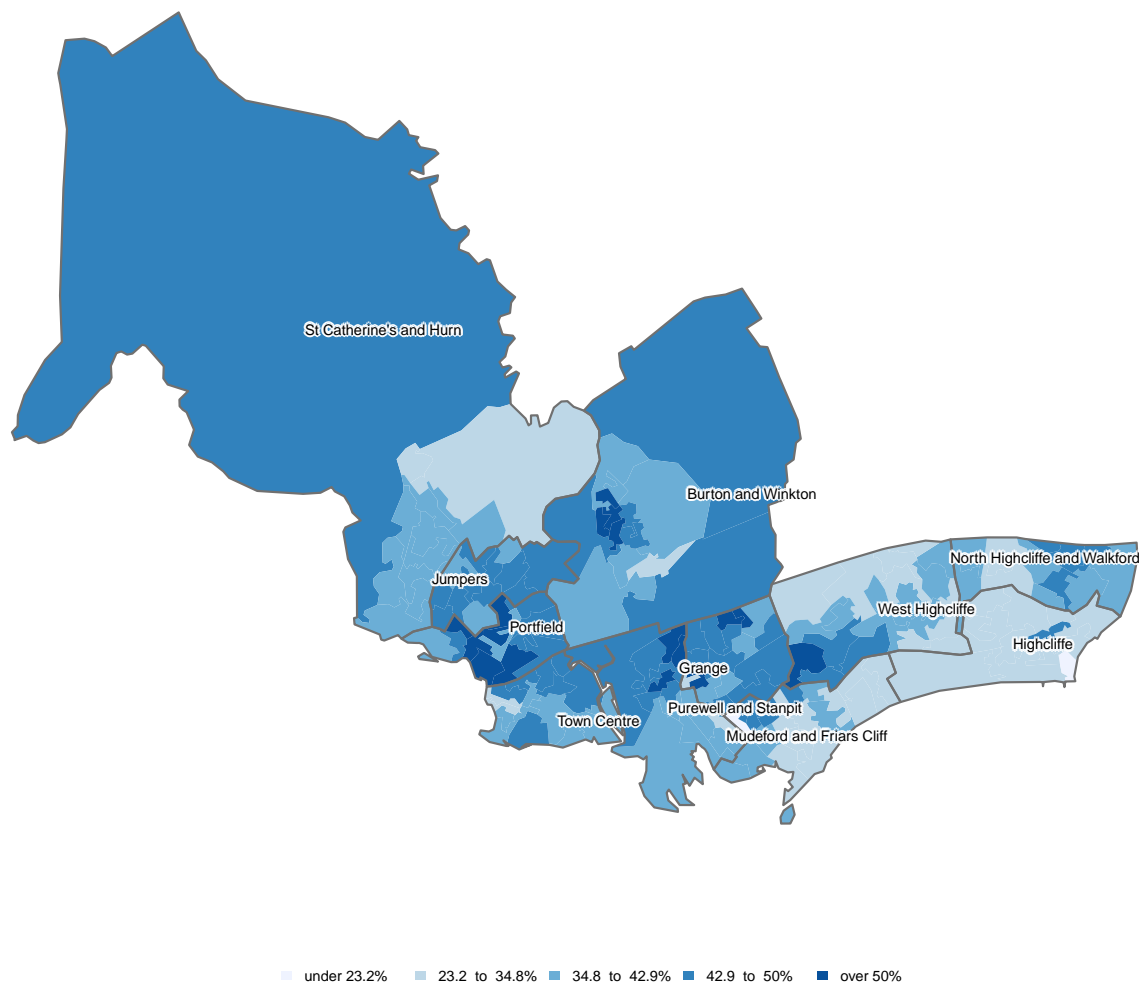 St Catherine's and Hurn
Burton and Winkton
North Highcliffe and Walkford
Jumpers
West Highcliffe
Portfield
Highcliffe
Grange
Purewell and Stanpit
Town Centre
Mudeford and Friars Cliff
under 23.2% 23.2 to 34.8% 34.8 to 42.9% 42.9 to 50% over 50%